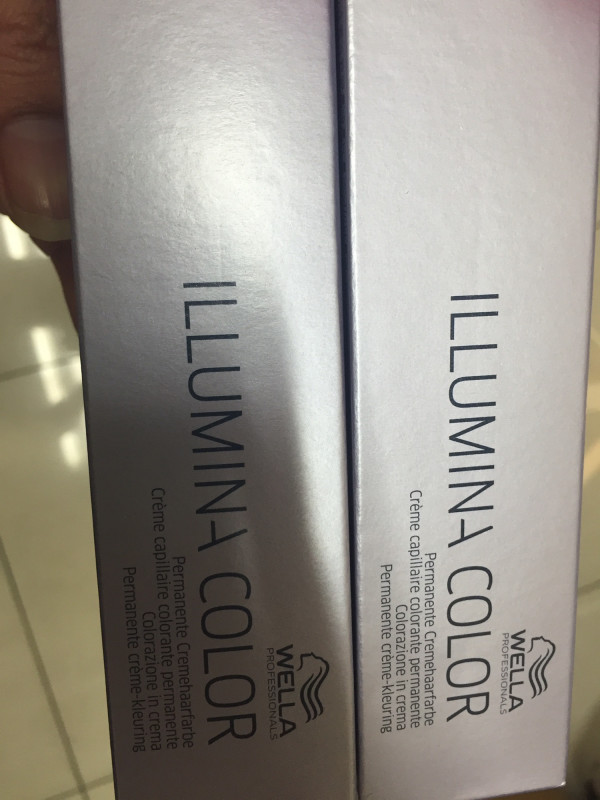 ILLUMINA COLOR
WELLA
PROFESSIONALS
Permanente Cremehaarfarbe
Crème capillaire colorante permanente
Colorazione in crema
Permanente crème-kleuring
ILLUMINA COLOR
WELLA
PROFESSIONALS
Permanente Cremehaarfarbe
Crème capillaire colorante permanente
Colorazione in crema
Permanente crème-kleuring